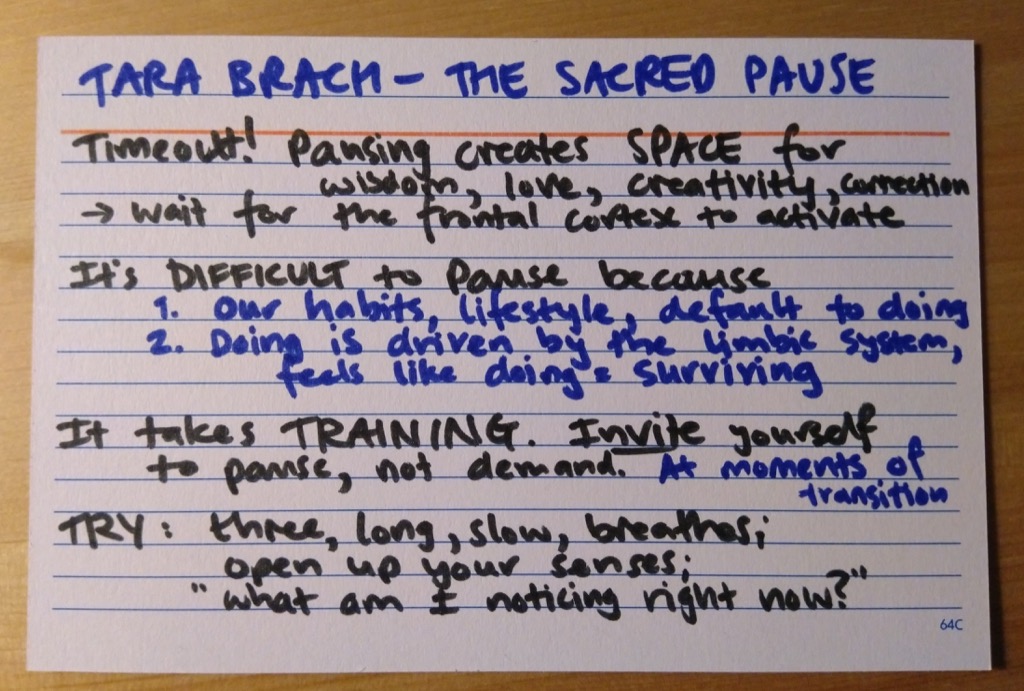 TARA BRACH – THE SACRED PAUSE
Timeout! Pausing creates SPACE for
wisdom, love, creativity, correction
→ wait for the frontal cortex to activate
It's DIFFICULT to pause because
1. Our habits, lifestyle, default to doing
2. Doing is driven by the limbic system,
feels like doing = surviving
It takes TRAINING. Invite yourself
to pause, not demand. At moments of
transition
TRY: three, long, slow, breathes;
open up your senses;
"what am I noticing right now?"
64C